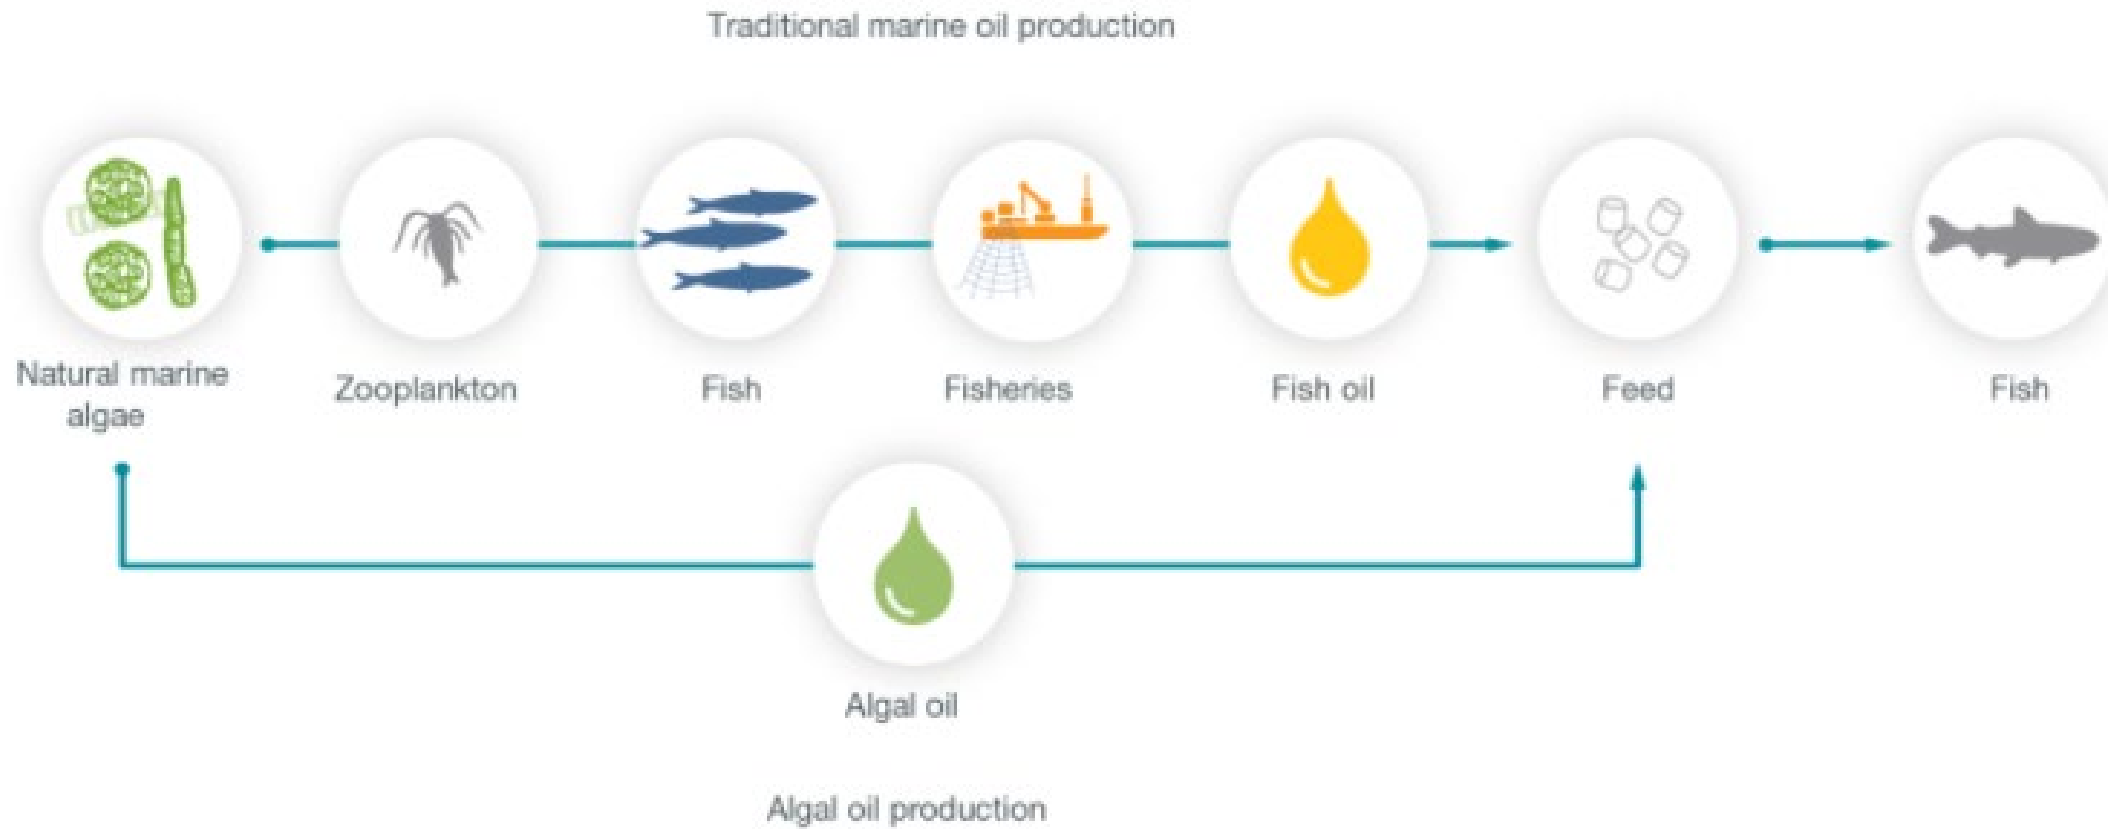 Traditional marine oil production
Natural marine
algae
Zooplankton
Fish
Fisheries
Fish oil
Feed
Fish
Algal oil
Algal oil production